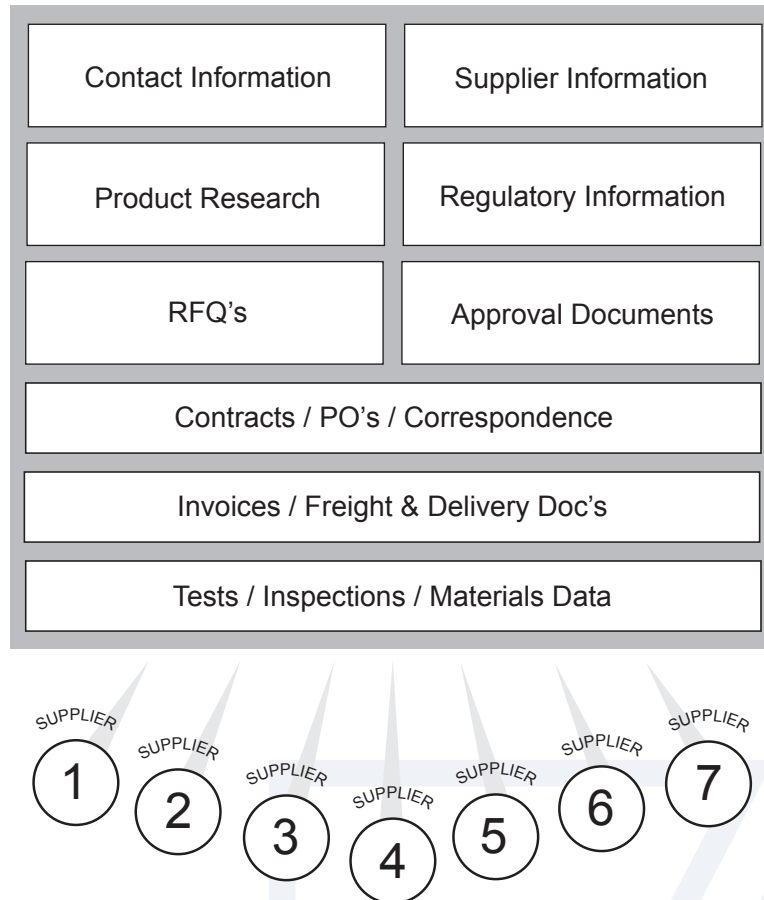 Contact Information
Supplier Information
Product Research
Regulatory Information
RFQ’s
Approval Documents
Contracts / PO’s / Correspondence
Invoices / Freight & Delivery Doc’s
Tests / Inspections / Materials Data
SUPPLIER
1
SUPPLIER
2
SUPPLIER
3
SUPPLIER
4
SUPPLIER
5
SUPPLIER
6
SUPPLIER
7